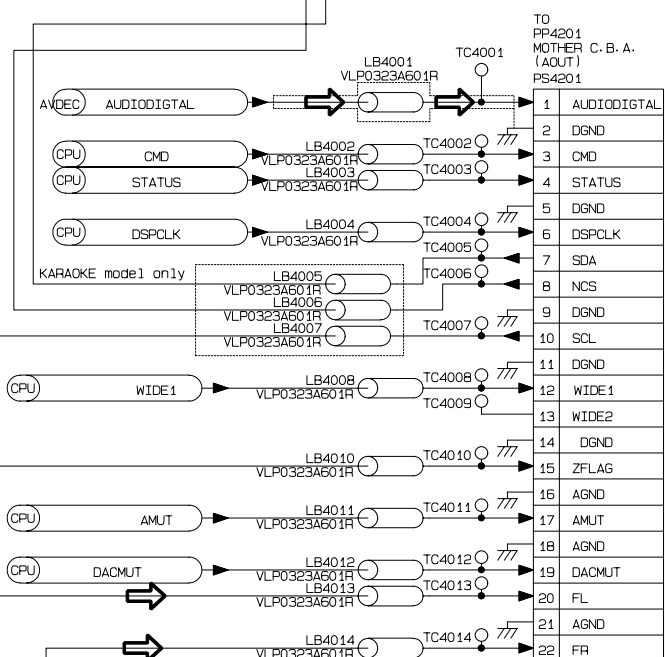 TO
PP4201
MOTHER C.B.A.
(AOUT)
PS4201
LB4001
VLP0323A601R
TC4001
AVDEC AUDIODIGTAL
1 AUDIODIGTAL
2 DGND
CPU CMD
LB4002
VLP0323A601R
TC4002
3 CMD
CPU STATUS
LB4003
VLP0323A601R
TC4003
4 STATUS
5 DGND
CPU DSPCLK
LB4004
VLP0323A601R
TC4004
6 DSPCLK
TC4005
7 SDA
KARAOKE model only
LB4005
VLP0323A601R
TC4006
8 NCS
LB4006
VLP0323A601R
9 DGND
LB4007
VLP0323A601R
TC4007
10 SCL
11 DGND
CPU WIDE1
LB4008
VLP0323A601R
TC4008
12 WIDE1
TC4009
13 WIDE2
14 DGND
LB4010
VLP0323A601R
TC4010
15 ZFLAG
16 AGND
CPU AMUT
LB4011
VLP0323A601R
TC4011
17 AMUT
18 AGND
CPU DACMUT
LB4012
VLP0323A601R
TC4012
19 DACMUT
LB4013
VLP0323A601R
TC4013
20 FL
21 AGND
LB4014
VLP0323A601R
TC4014
22 FR